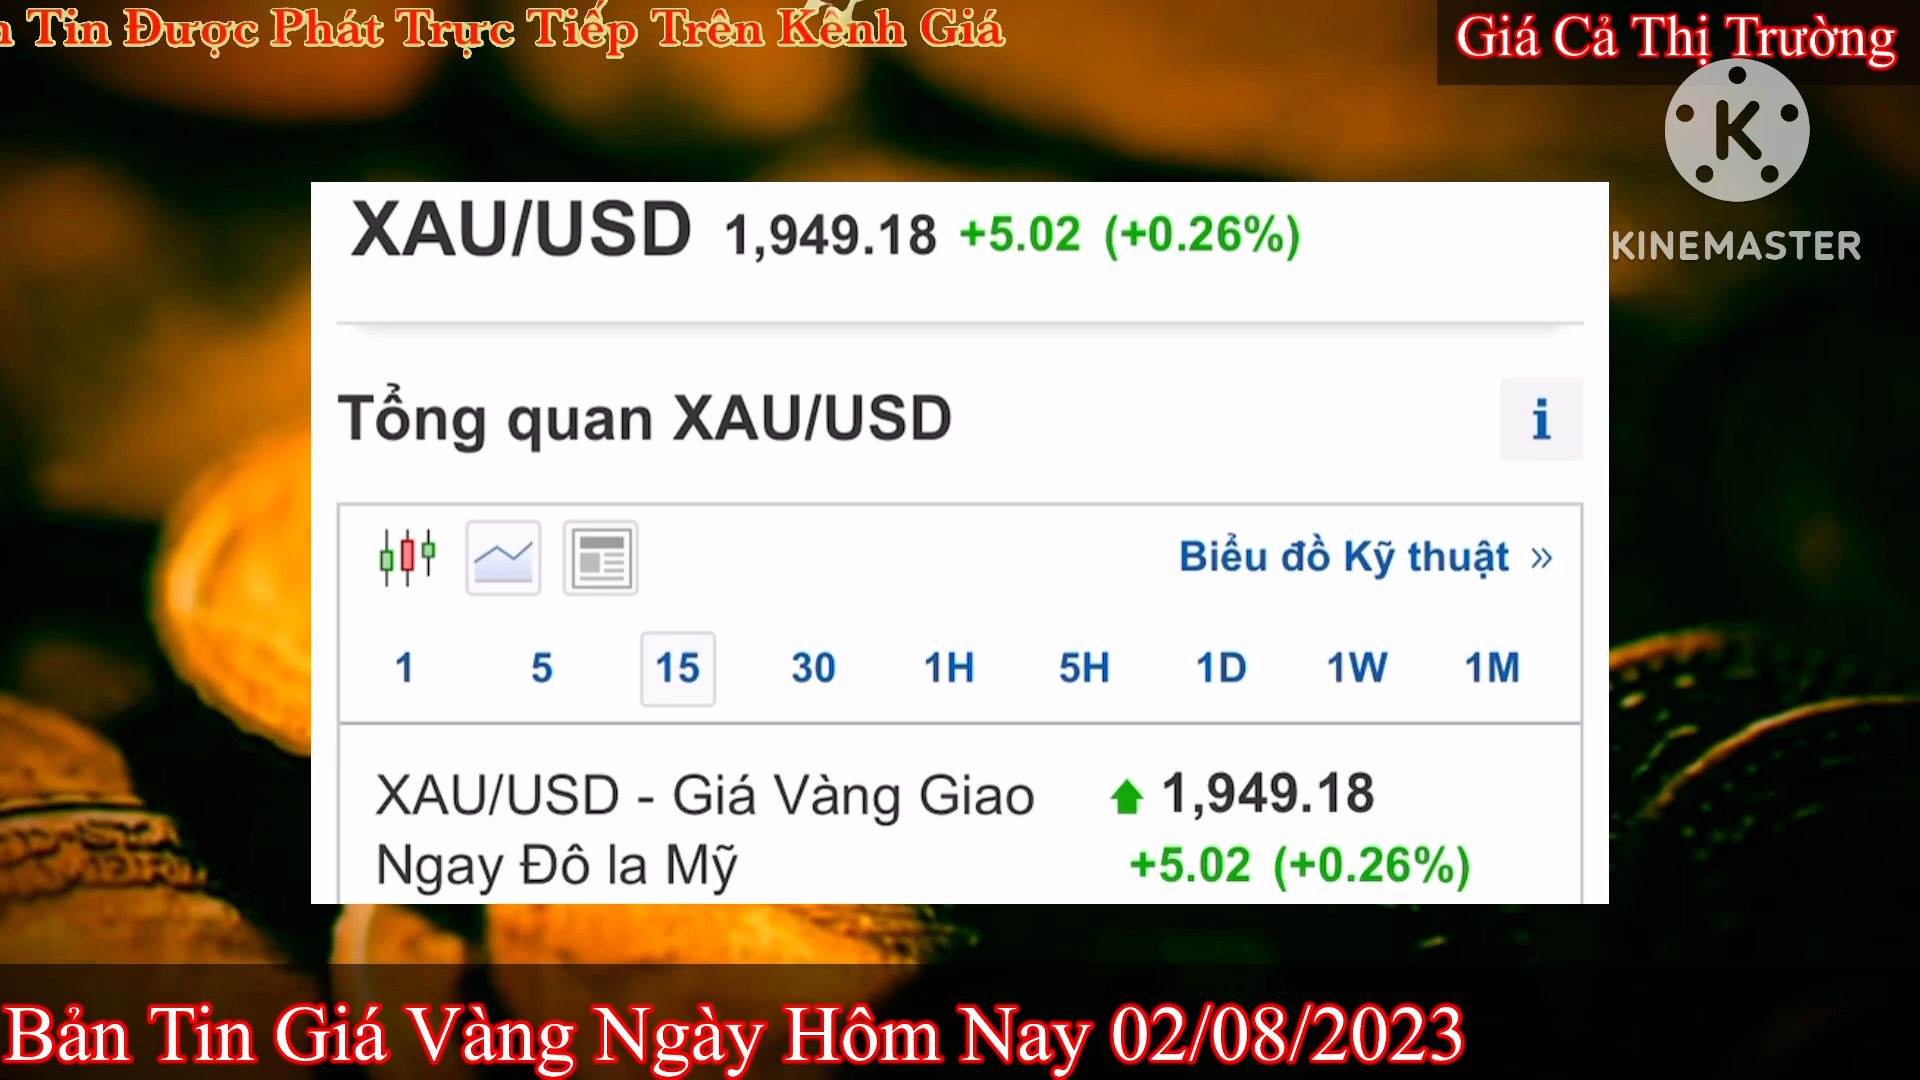 Tin Được Phát Trực Tiếp Trên Kênh Giá
Giá Cả Thị Trường
K
KINEMASTER
XAU/USD 1,949.18 +5.02 (+0.26%)
Tổng quan XAU/USD
i
Biểu đồ Kỹ thuật »
1 5 15 30 1H 5H 1D 1W 1M
XAU/USD - Giá Vàng Giao 1,949.18
Ngay Đô la Mỹ +5.02 (+0.26%)
Bản Tin Giá Vàng Ngày Hôm Nay 02/08/2023